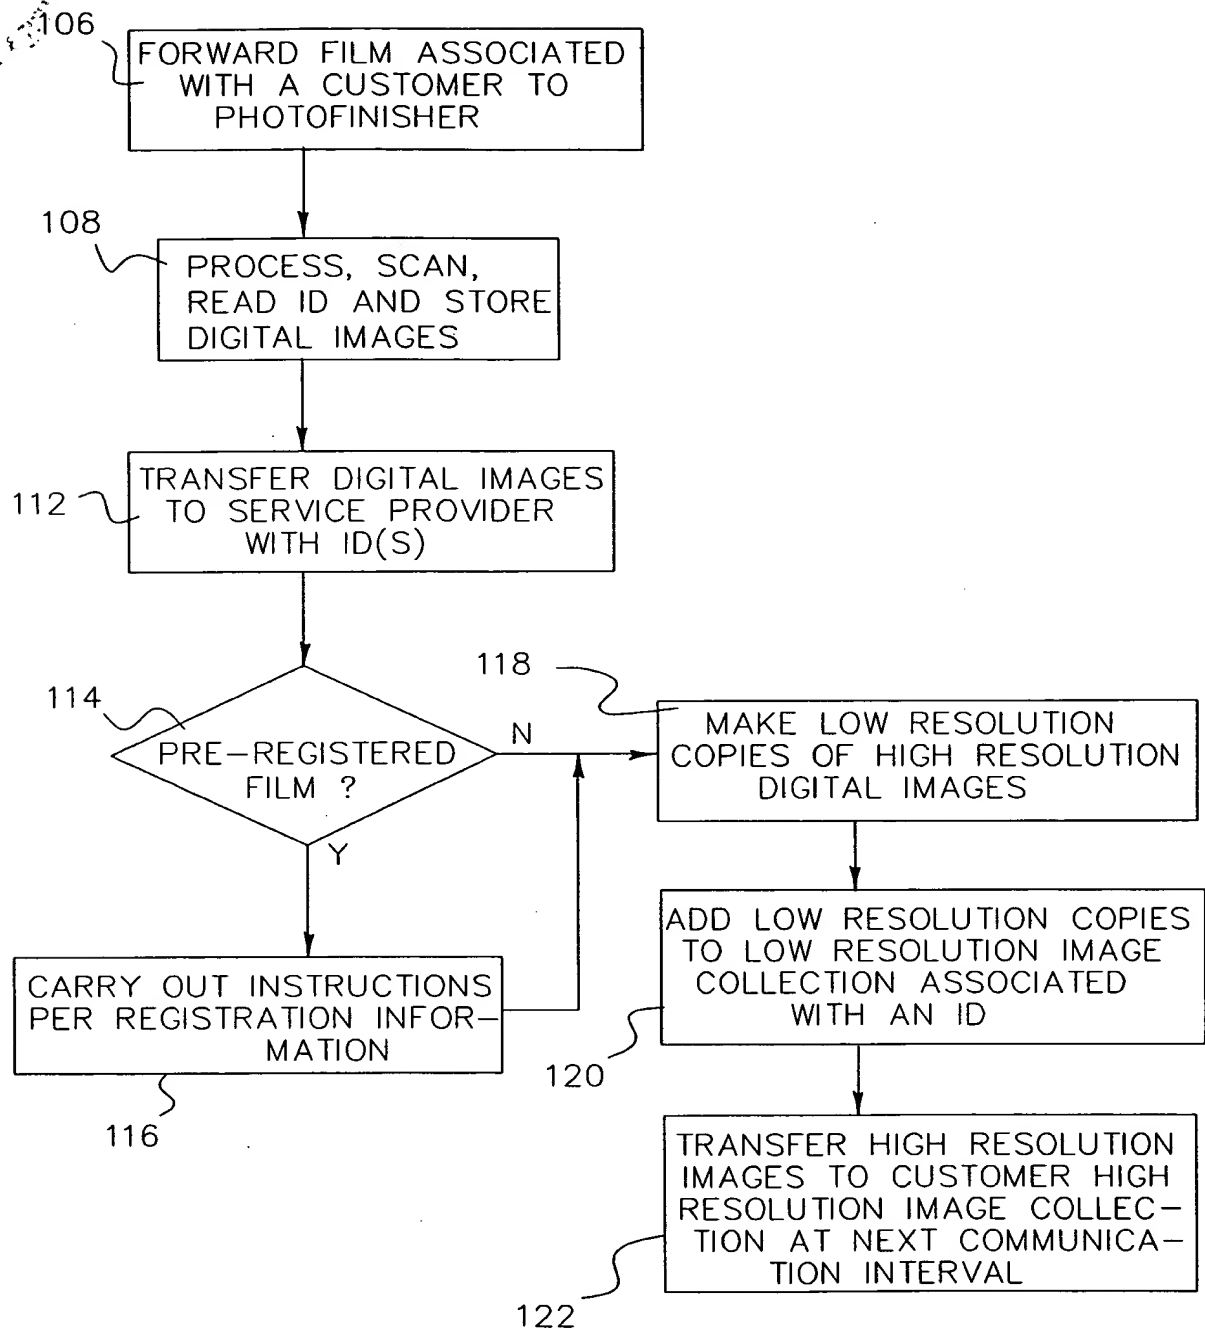 106
FORWARD FILM ASSOCIATED
WITH A CUSTOMER TO
PHOTOFINISHER
108
PROCESS, SCAN,
READ ID AND STORE
DIGITAL IMAGES
112
TRANSFER DIGITAL IMAGES
TO SERVICE PROVIDER
WITH ID(S)
114
PRE-REGISTERED
FILM ?
N
Y
CARRY OUT INSTRUCTIONS
PER REGISTRATION INFOR-
MATION
116
118
MAKE LOW RESOLUTION
COPIES OF HIGH RESOLUTION
DIGITAL IMAGES
ADD LOW RESOLUTION COPIES
TO LOW RESOLUTION IMAGE
COLLECTION ASSOCIATED
WITH AN ID
120
TRANSFER HIGH RESOLUTION
IMAGES TO CUSTOMER HIGH
RESOLUTION IMAGE COLLEC-
TION AT NEXT COMMUNICA-
TION INTERVAL
122